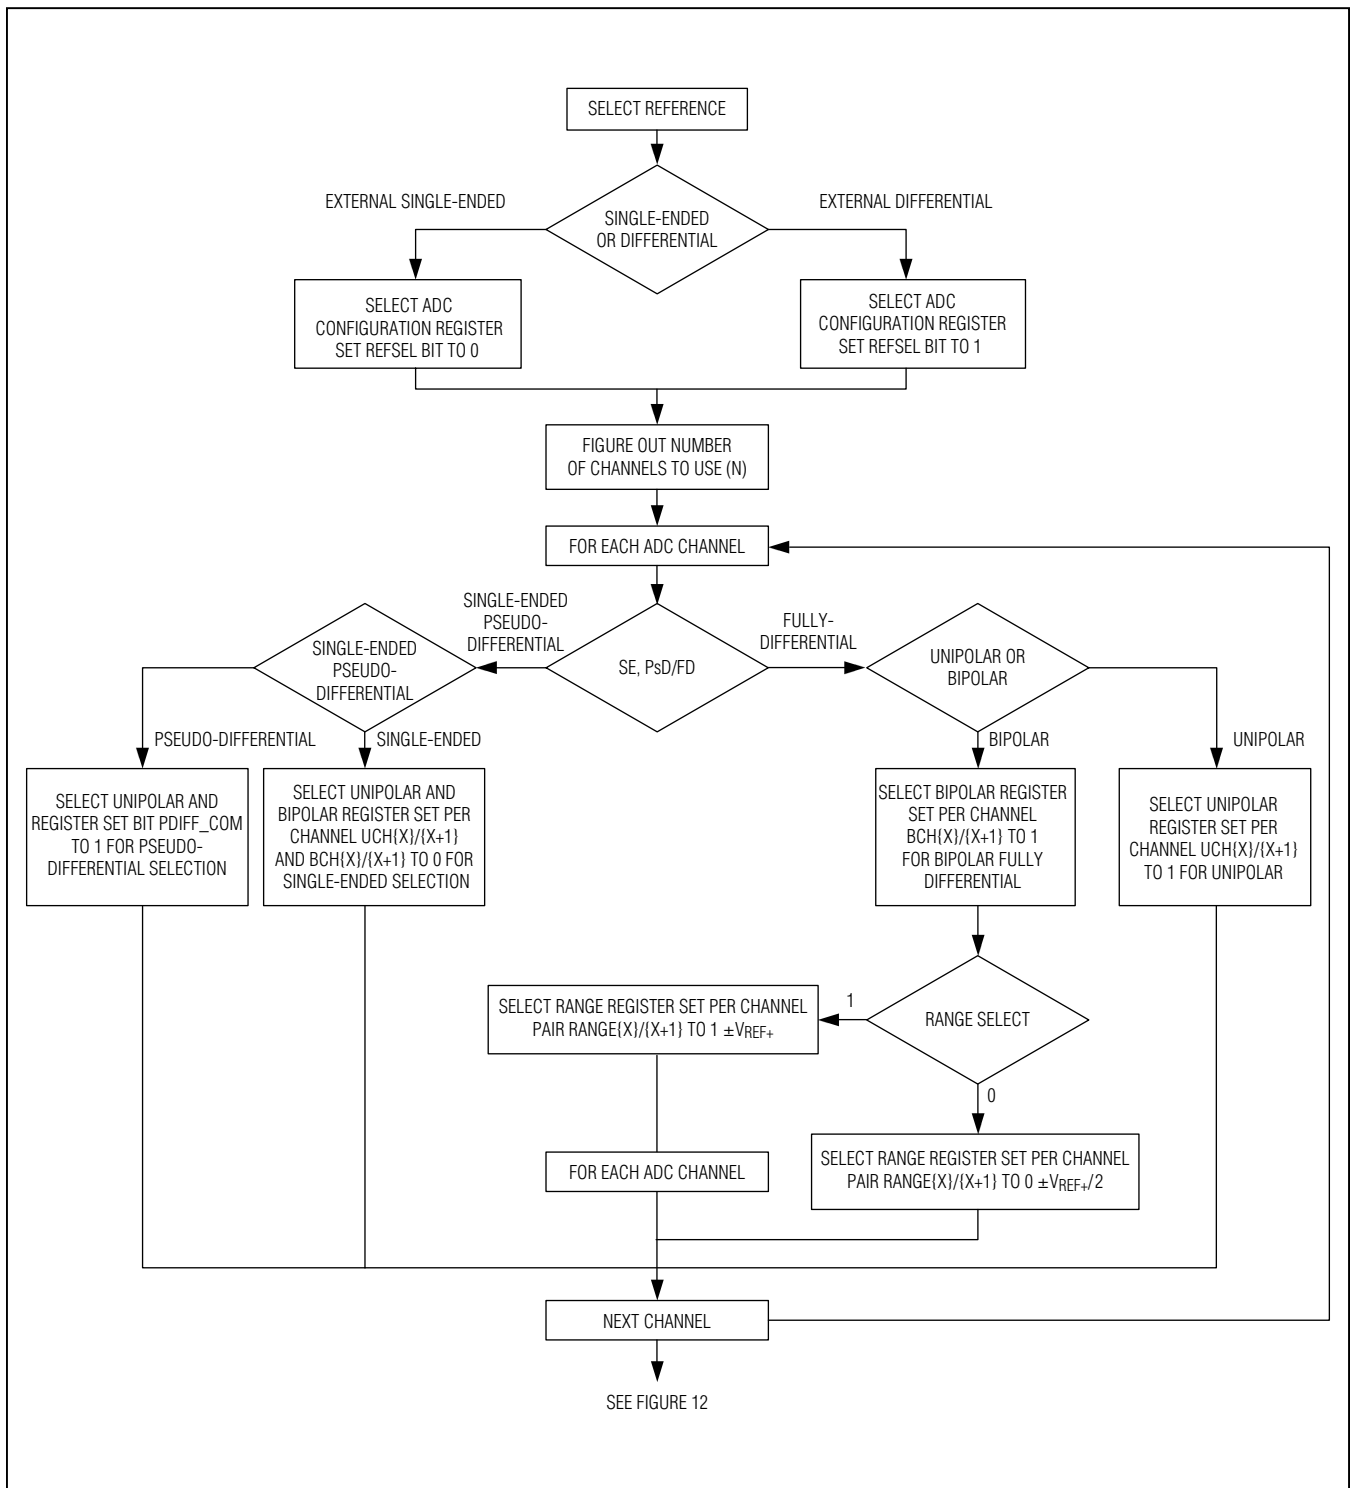 SELECT REFERENCE
EXTERNAL SINGLE-ENDED
EXTERNAL DIFFERENTIAL
SINGLE-ENDED
OR DIFFERENTIAL
SELECT ADC
CONFIGURATION REGISTER
SET REFSEL BIT TO 0
SELECT ADC
CONFIGURATION REGISTER
SET REFSEL BIT TO 1
FIGURE OUT NUMBER
OF CHANNELS TO USE (N)
FOR EACH ADC CHANNEL
SINGLE-ENDED
PSEUDO-
DIFFERENTIAL
FULLY-
DIFFERENTIAL
SINGLE-ENDED
PSEUDO-
DIFFERENTIAL
SE, PsD/FD
UNIPOLAR OR
BIPOLAR
PSEUDO-DIFFERENTIAL
SINGLE-ENDED
BIPOLAR
UNIPOLAR
SELECT UNIPOLAR AND
REGISTER SET BIT PDIFF_COM
TO 1 FOR PSEUDO-
DIFFERENTIAL SELECTION
SELECT UNIPOLAR AND
BIPOLAR REGISTER SET PER
CHANNEL UCH{X}/{X+1}
AND BCH{X}/{X+1} TO 0 FOR
SINGLE-ENDED SELECTION
SELECT BIPOLAR REGISTER
SET PER CHANNEL
BCH{X}/{X+1} TO 1
FOR BIPOLAR FULLY
DIFFERENTIAL
SELECT UNIPOLAR
REGISTER SET PER
CHANNEL UCH{X}/{X+1}
TO 1 FOR UNIPOLAR
SELECT RANGE REGISTER SET PER CHANNEL
PAIR RANGE{X}/{X+1} TO 1 ±VREF+
1
RANGE SELECT
0
FOR EACH ADC CHANNEL
SELECT RANGE REGISTER SET PER CHANNEL
PAIR RANGE{X}/{X+1} TO 0 ±VREF+/2
NEXT CHANNEL
SEE FIGURE 12